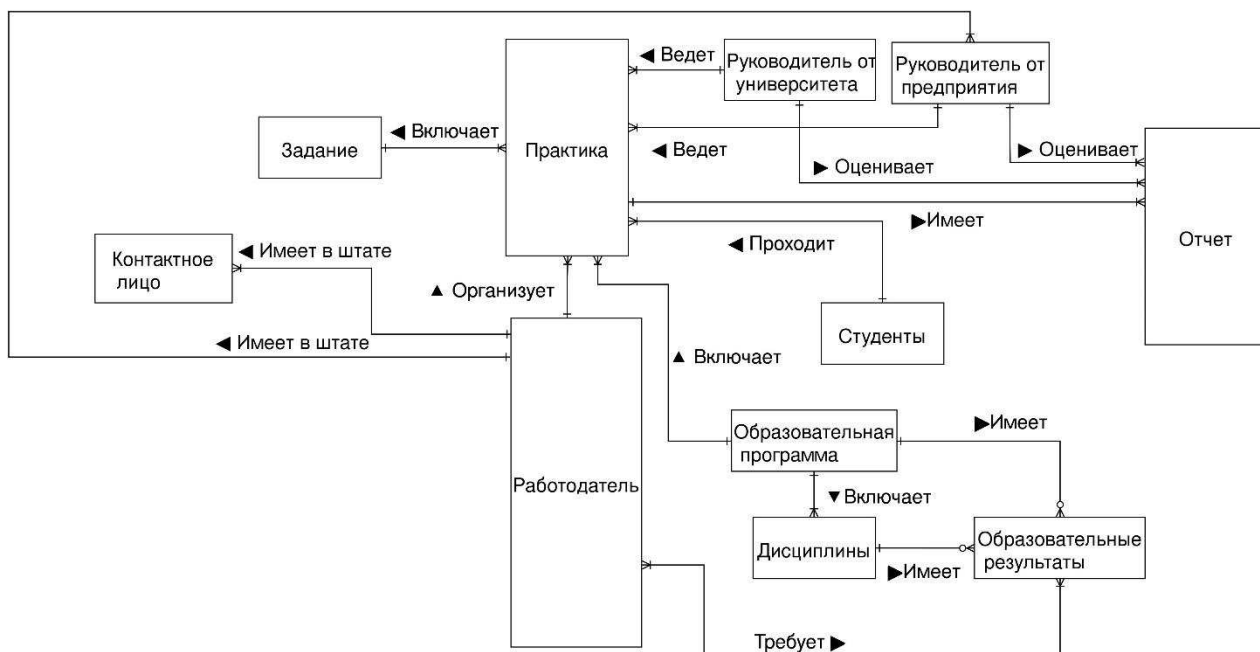 ◄ Ведет
Руководитель от
университета
Руководитель от
предприятия
◄ Включает
Задание
Практика
◄ Ведет
► Оценивает
► Оценивает
►Имеет
Отчет
◄ Проходит
Контактное
лицо
◄ Имеет в штате
▲ Организует
◄ Имеет в штате
Студенты
▲ Включает
Образовательная
программа
►Имеет
Работодатель
▼Включает
Дисциплины
►Имеет
Образовательные
результаты
Требует ►